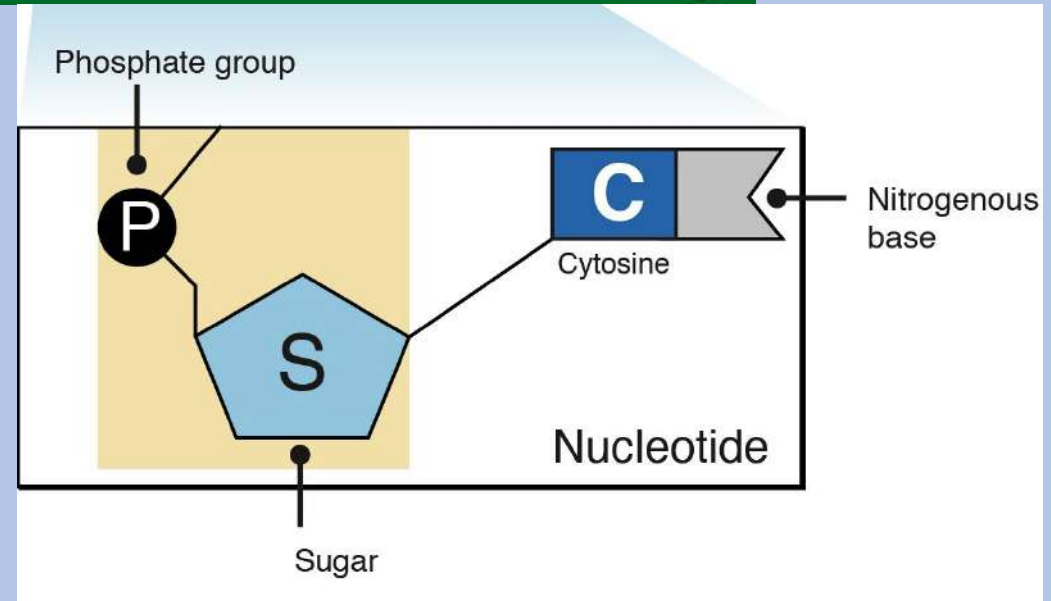 Phosphate group
P
C
Nitrogenous
base
Cytosine
S
Nucleotide
Sugar